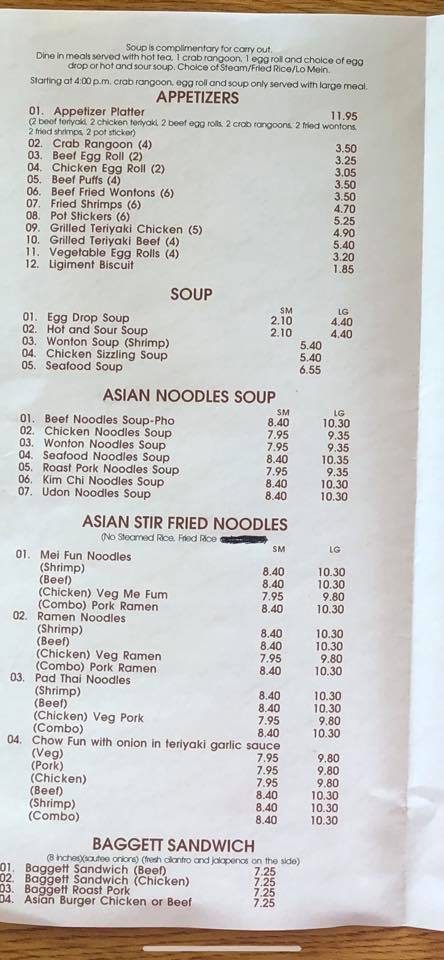 Soup is complimentary for carry out.
Dine in meals served with hot tea, 1 crab rangoon, 1 egg roll and choice of egg
drop or hot and sour soup. Choice of Steam/Fried Rice/Lo Mein.
Starting at 4:00 p.m. crab rangoon, egg roll and soup only served with large meal.
APPETIZERS
01. Appetizer Platter 11.95
(2 beef teriyaki, 2 chicken teriyaki, 2 beef egg rolls, 2 crab rangoons, 2 fried wontons,
2 fried shrimps, 2 pot sticker)
02. Crab Rangoon (4) 3.50
03. Beef Egg Roll (2) 3.25
04. Chicken Egg Roll (2) 3.05
05. Beef Puffs (4) 3.50
06. Beef Fried Wontons (6) 3.50
07. Fried Shrimps (6) 4.70
08. Pot Stickers (6) 5.25
09. Grilled Teriyaki Chicken (5) 4.90
10. Grilled Teriyaki Beef (4) 5.40
11. Vegetable Egg Rolls (4) 3.20
12. Ligiment Biscuit 1.85
SOUP
SM LG
01. Egg Drop Soup 2.10 4.40
02. Hot and Sour Soup 2.10 4.40
03. Wonton Soup (Shrimp) 5.40
04. Chicken Sizzling Soup 5.40
05. Seafood Soup 6.55
ASIAN NOODLES SOUP
SM LG
01. Beef Noodles Soup-Pho 8.40 10.30
02. Chicken Noodles Soup 7.95 9.35
03. Wonton Noodles Soup 7.95 9.35
04. Seafood Noodles Soup 8.40 10.35
05. Roast Pork Noodles Soup 7.95 9.35
06. Kim Chi Noodles Soup 8.40 10.30
07. Udon Noodles Soup 8.40 10.30
ASIAN STIR FRIED NOODLES
(No Steamed Rice, Fried Rice
SM LG
01. Mei Fun Noodles
(Shrimp) 8.40 10.30
(Beef) 8.40 10.30
(Chicken) Veg Me Fum 7.95 9.80
(Combo) Pork Ramen 8.40 10.30
02. Ramen Noodles
(Shrimp) 8.40 10.30
(Beef) 8.40 10.30
(Chicken) Veg Ramen 7.95 9.80
(Combo) Pork Ramen 8.40 10.30
03. Pad Thai Noodles
(Shrimp) 8.40 10.30
(Beef) 8.40 10.30
(Chicken) Veg Pork 7.95 9.80
(Combo) 8.40 10.30
04. Chow Fun with onion in teriyaki garlic sauce
(Veg) 7.95 9.80
(Pork) 7.95 9.80
(Chicken) 7.95 9.80
(Beef) 8.40 10.30
(Shrimp) 8.40 10.30
(Combo) 8.40 10.30
BAGGETT SANDWICH
(8 inches)(sautee onions) (fresh cilantro and jalapenos on the side)
01. Baggett Sandwich (Beef) 7.25
02. Baggett Sandwich (Chicken) 7.25
03. Baggett Roast Pork 7.25
04. Asian Burger Chicken or Beef 7.25